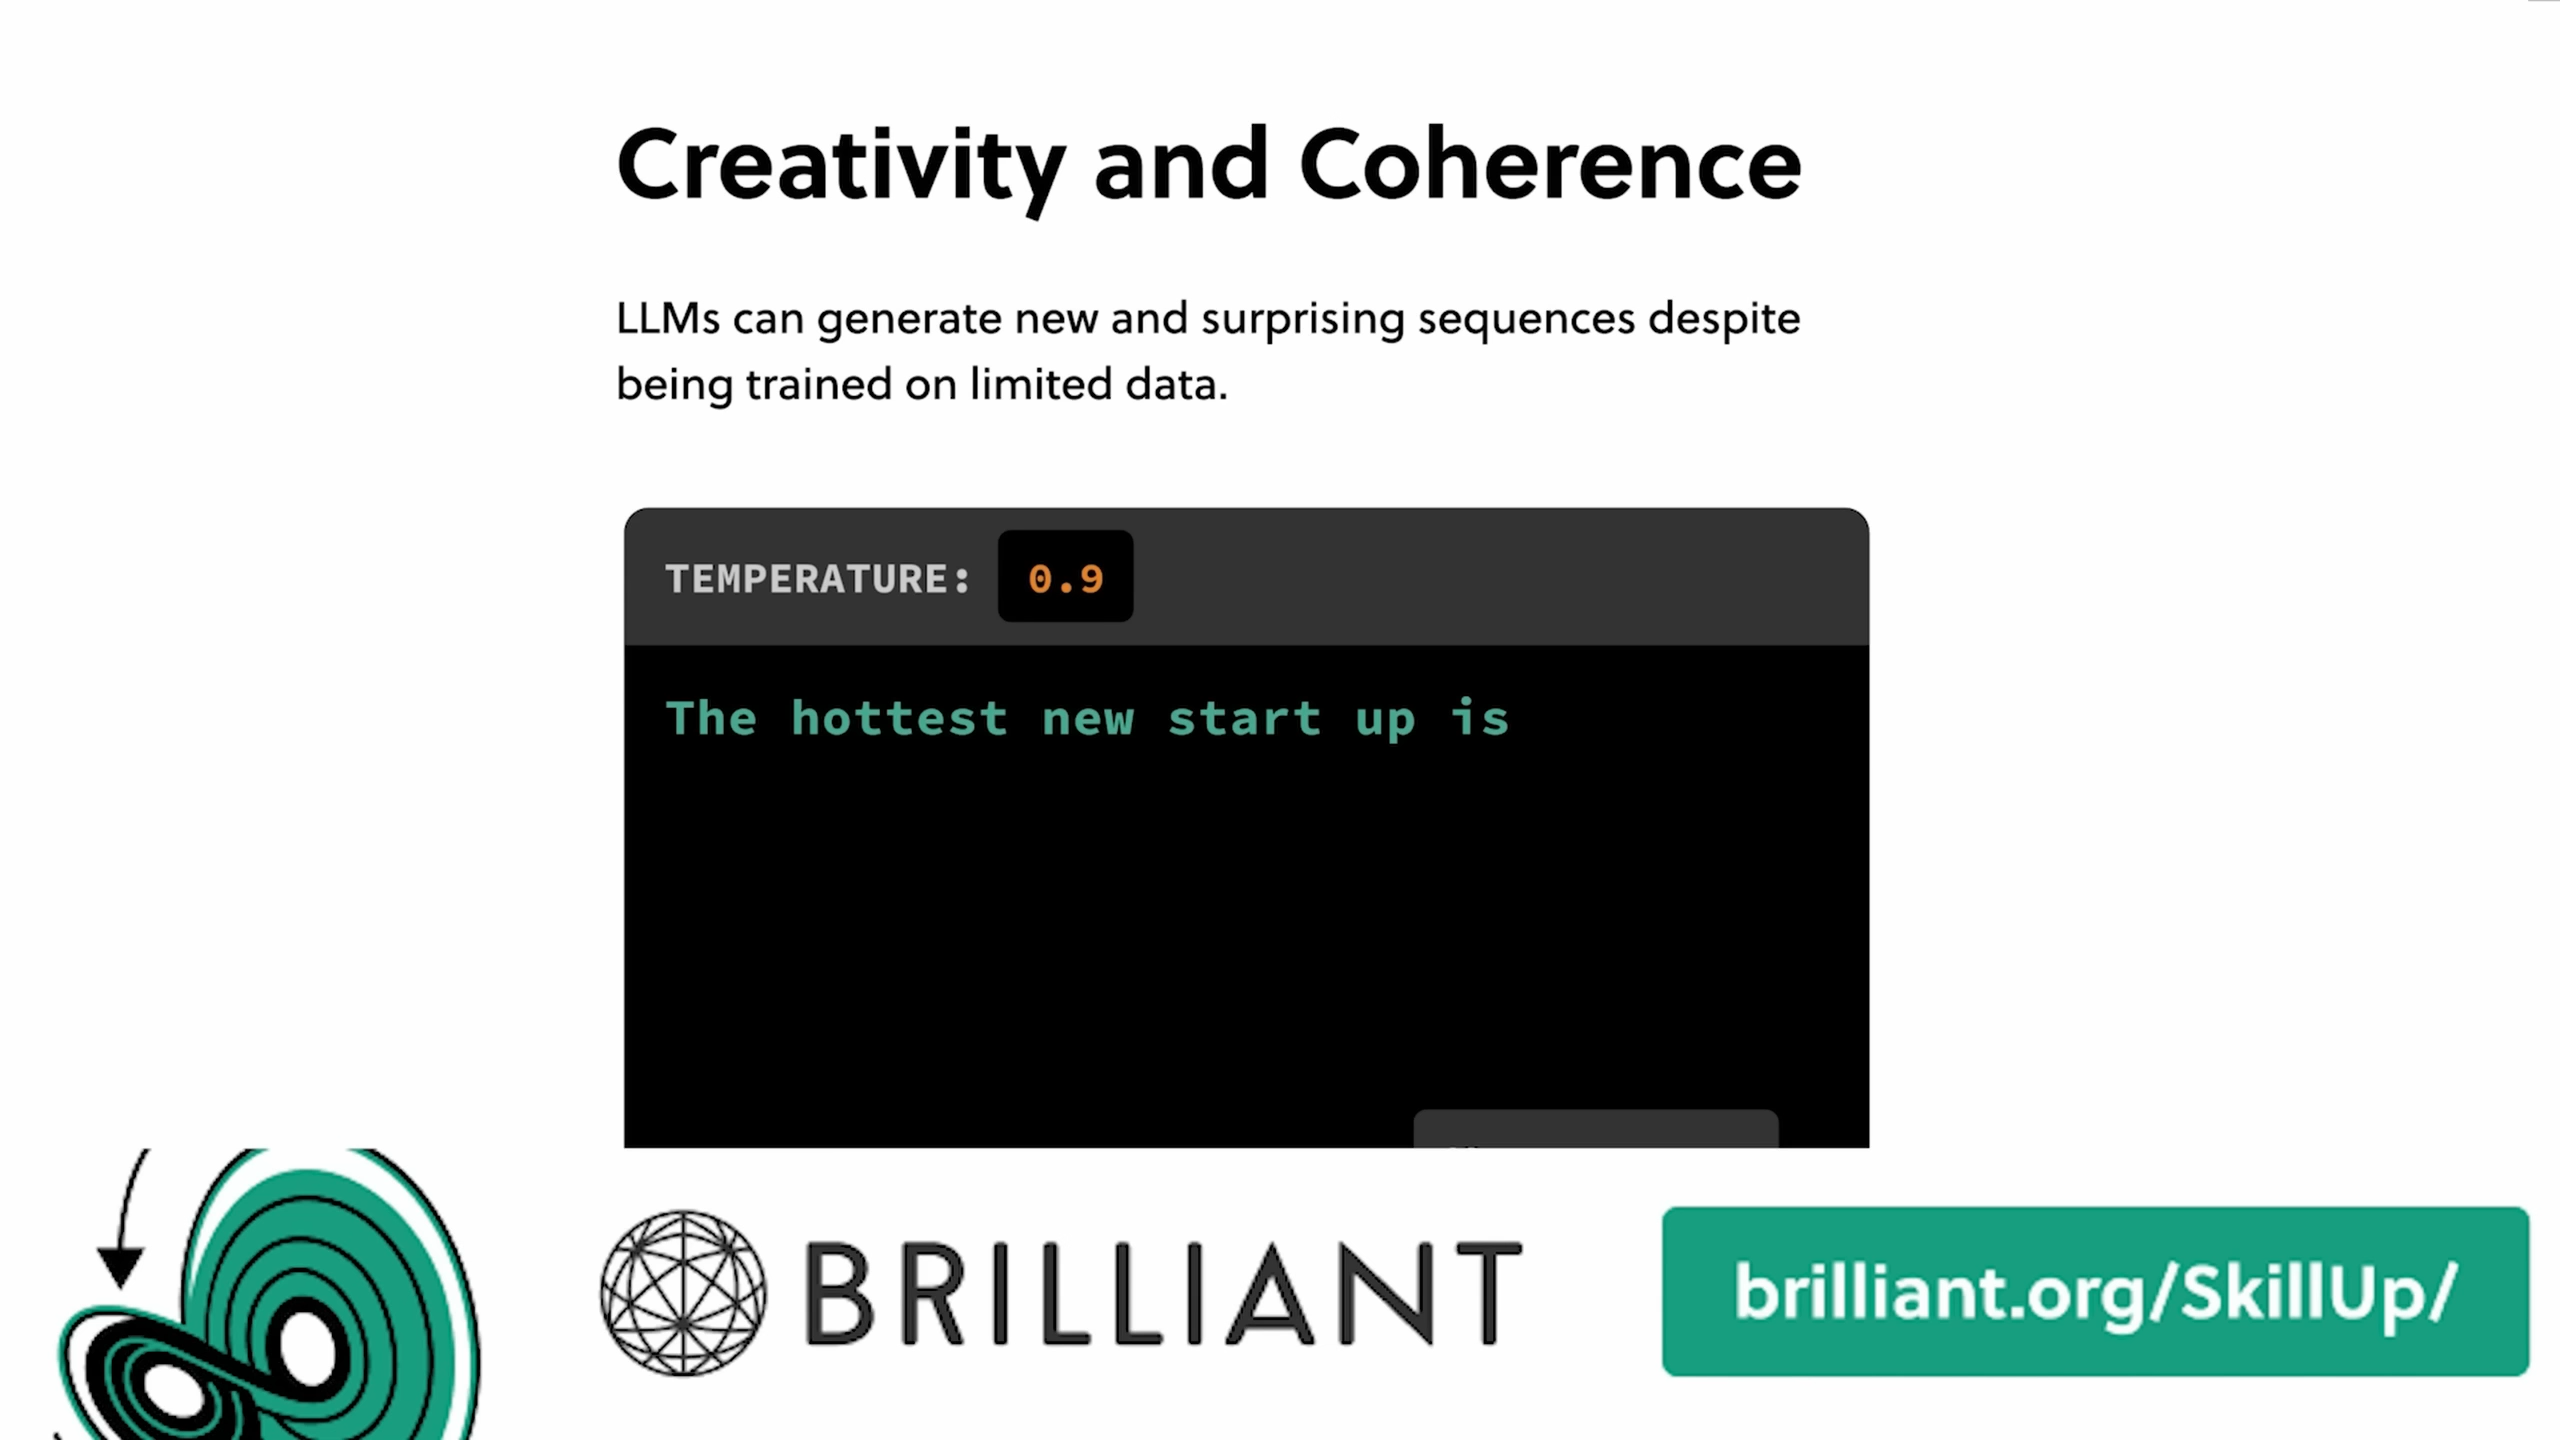 Creativity and Coherence
LLMs can generate new and surprising sequences despite
being trained on limited data.
TEMPERATURE: 0.9
The hottest new start up is
BRILLIANT
brilliant.org/SkillUp/